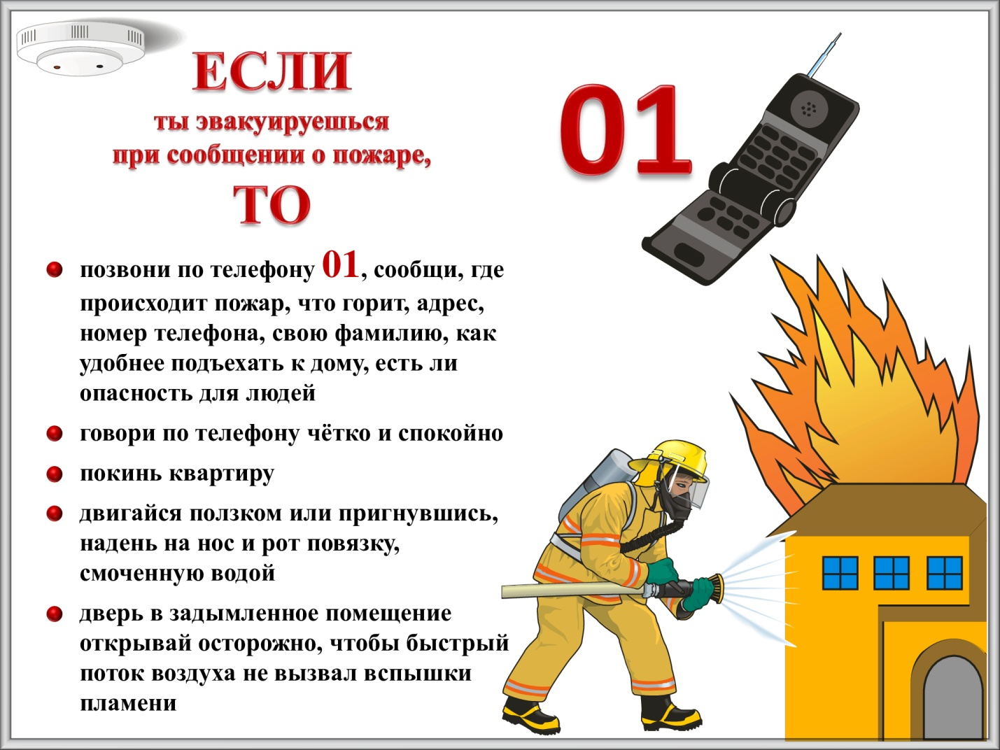 ЕСЛИ
ты эвакуируешься
при сообщении о пожаре,
ТО
01
позвони по телефону 01, сообщи, где
происходит пожар, что горит, адрес,
номер телефона, свою фамилию, как
удобнее подъехать к дому, есть ли
опасность для людей
говори по телефону чётко и спокойно
покинь квартиру
двигайся ползком или пригнувшись,
надень на нос и рот повязку,
смоченную водой
дверь в задымленное помещение
открывай осторожно, чтобы быстрый
поток воздуха не вызвал вспышки
пламени